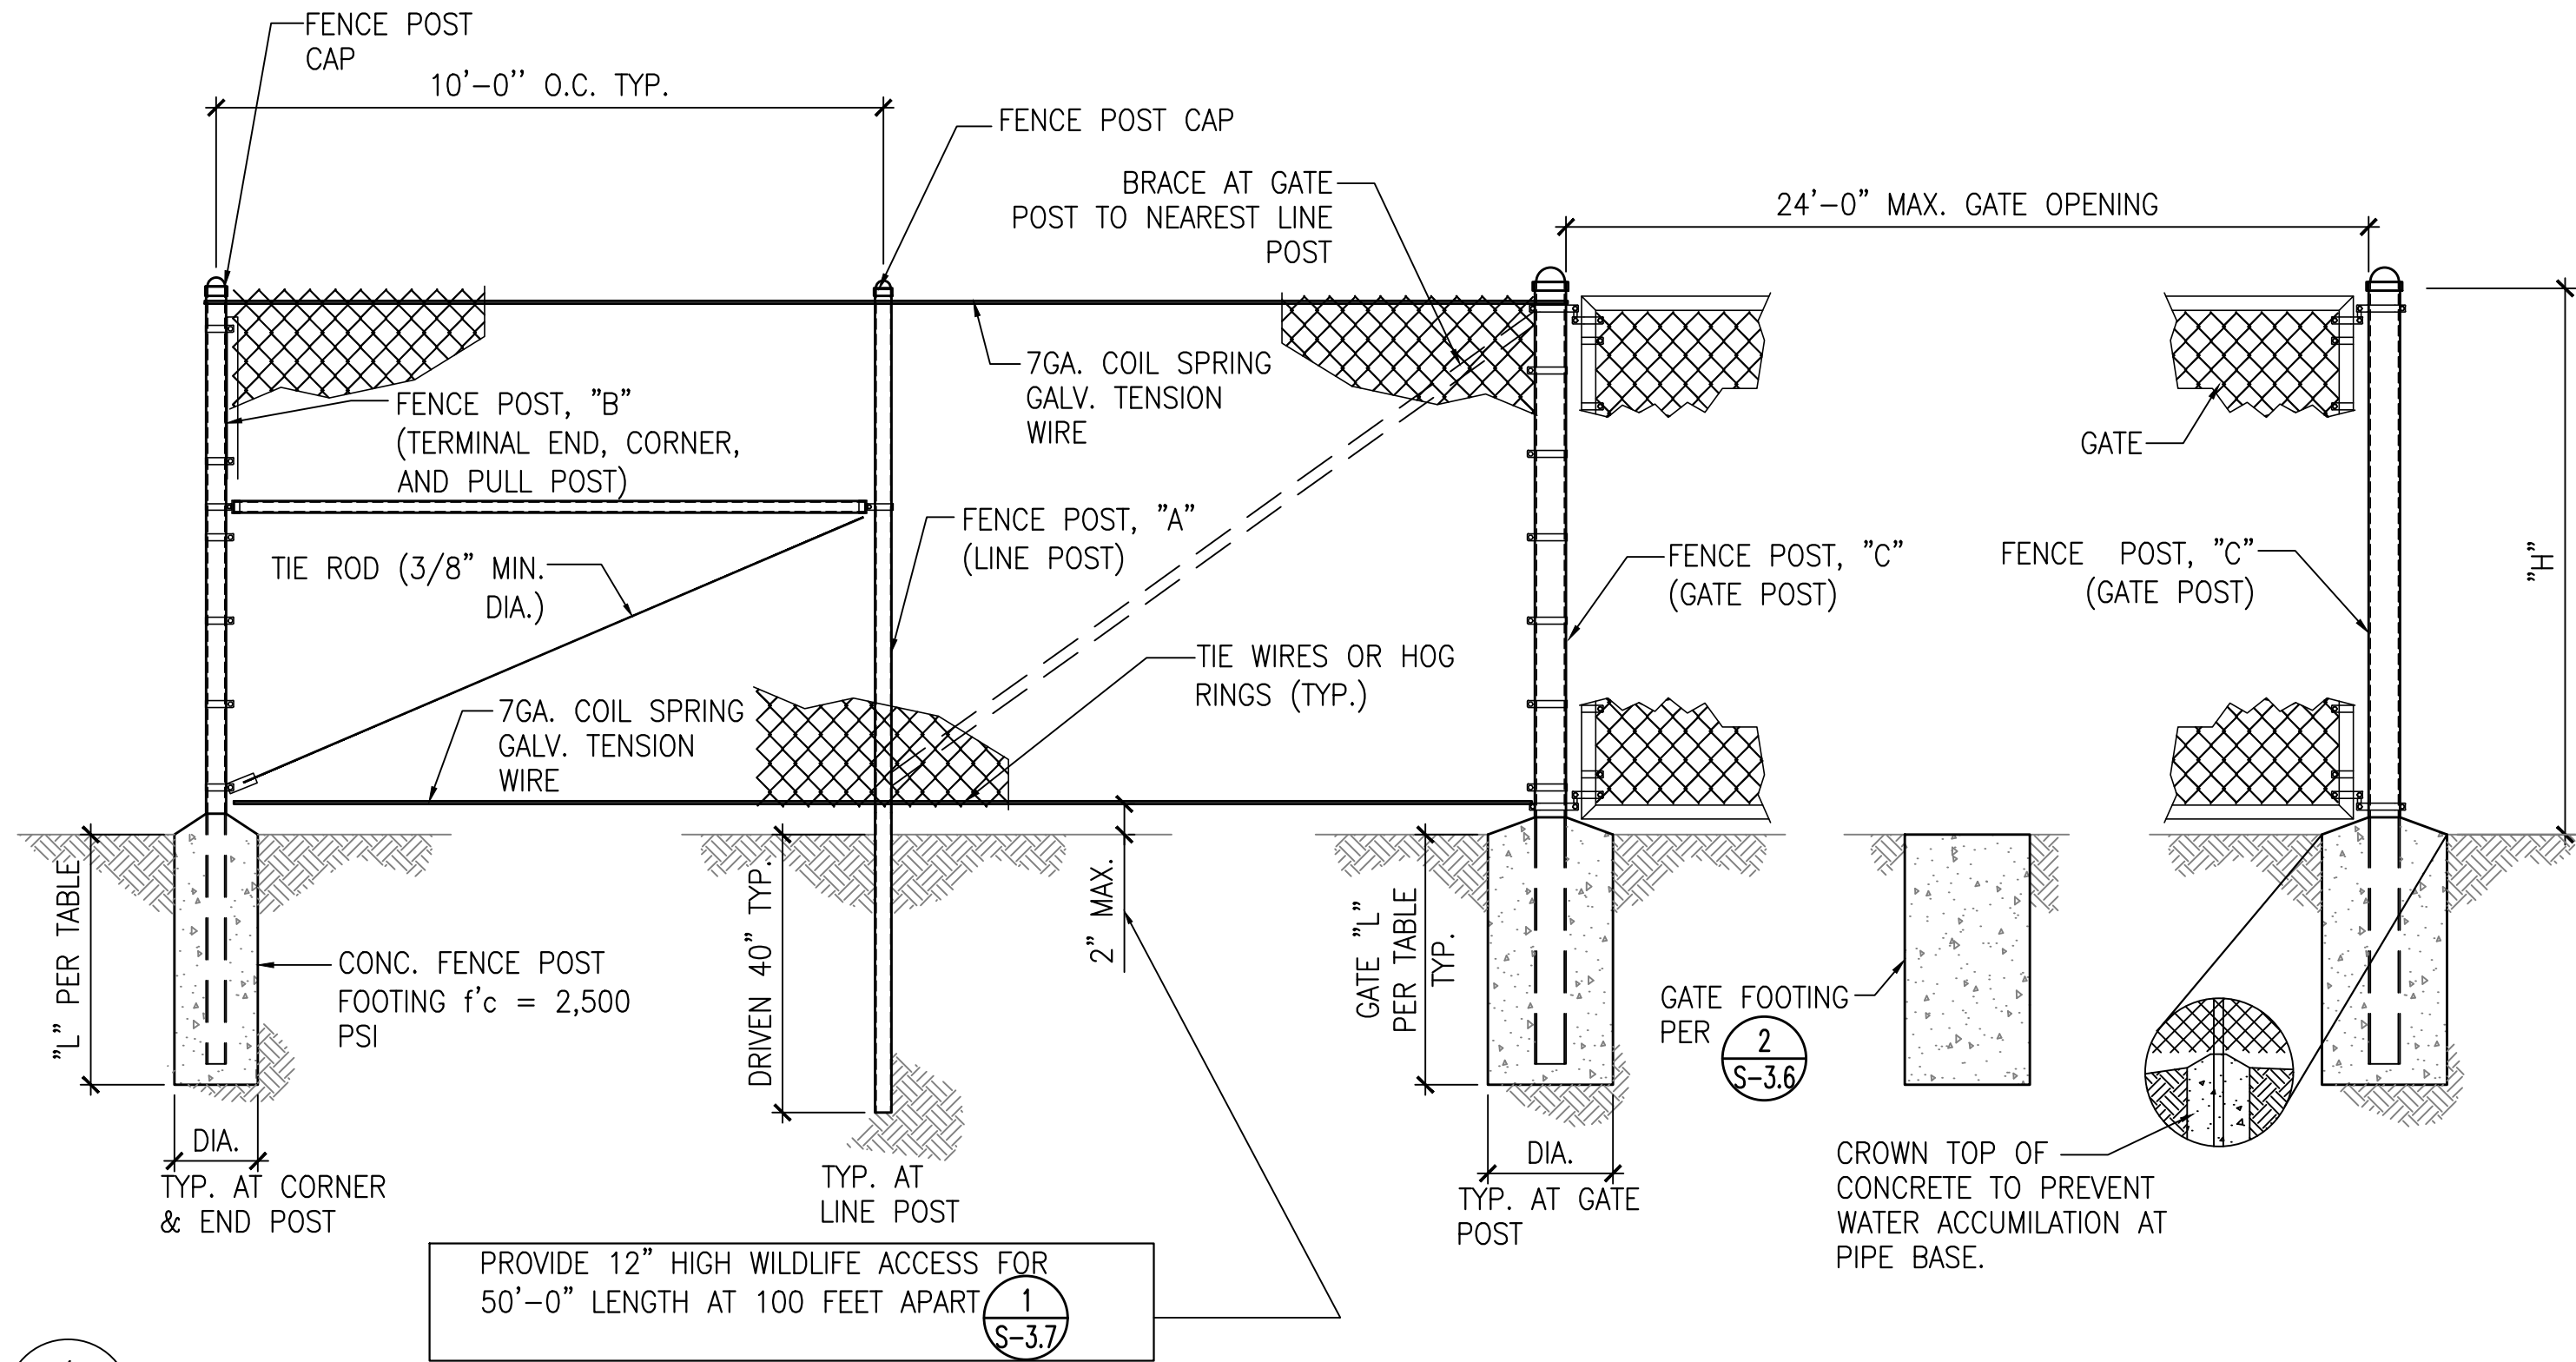 FENCE POST
CAP
10'-0'' O.C. TYP.
FENCE POST CAP
BRACE AT GATE
POST TO NEAREST LINE
POST
24'-0" MAX. GATE OPENING
7GA. COIL SPRING
GALV. TENSION
WIRE
FENCE POST, "B"
(TERMINAL END, CORNER,
AND PULL POST)
GATE
FENCE POST, "A"
(LINE POST)
TIE ROD (3/8" MIN.
DIA.)
FENCE POST, "C"
(GATE POST)
FENCE POST, "C"
(GATE POST)
"H"
TIE WIRES OR HOG
RINGS (TYP.)
7GA. COIL SPRING
GALV. TENSION
WIRE
"L" PER TABLE
CONC. FENCE POST
FOOTING f'c = 2,500
PSI
DRIVEN 40" TYP.
2" MAX.
GATE "L"
PER TABLE
TYP.
GATE FOOTING
PER
2
S-3.6
DIA.
TYP. AT CORNER
& END POST
TYP. AT
LINE POST
DIA.
TYP. AT GATE
POST
CROWN TOP OF
CONCRETE TO PREVENT
WATER ACCUMILATION AT
PIPE BASE.
PROVIDE 12" HIGH WILDLIFE ACCESS FOR
50'-0" LENGTH AT 100 FEET APART
1
S-3.7